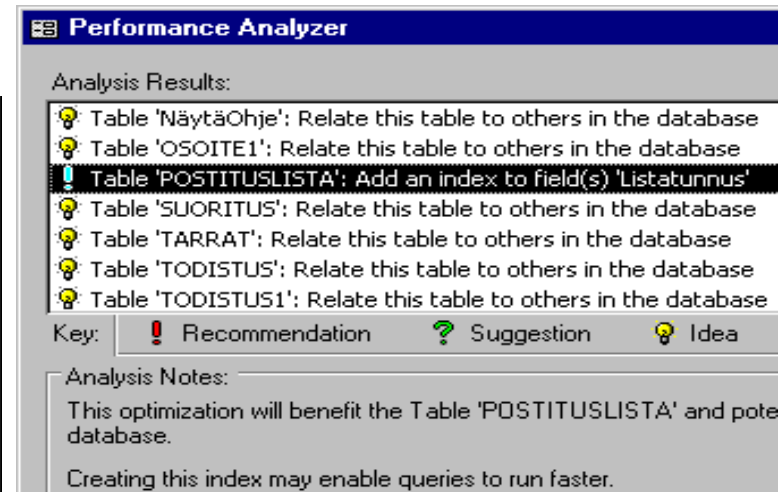 Performance Analyzer
Analysis Results:
Table 'NäytäOhje': Relate this table to others in the database
Table 'OSOITE1': Relate this table to others in the database
Table 'POSTITUSLISTA': Add an index to field(s) 'Listatunnus'
Table 'SUORITUS': Relate this table to others in the database
Table 'TARRAT': Relate this table to others in the database
Table 'TODISTUS': Relate this table to others in the database
Table 'TODISTUS1': Relate this table to others in the database
Key: Recommendation Suggestion Idea
Analysis Notes:
This optimization will benefit the Table 'POSTITUSLISTA' and pote
database.
Creating this index may enable queries to run faster.